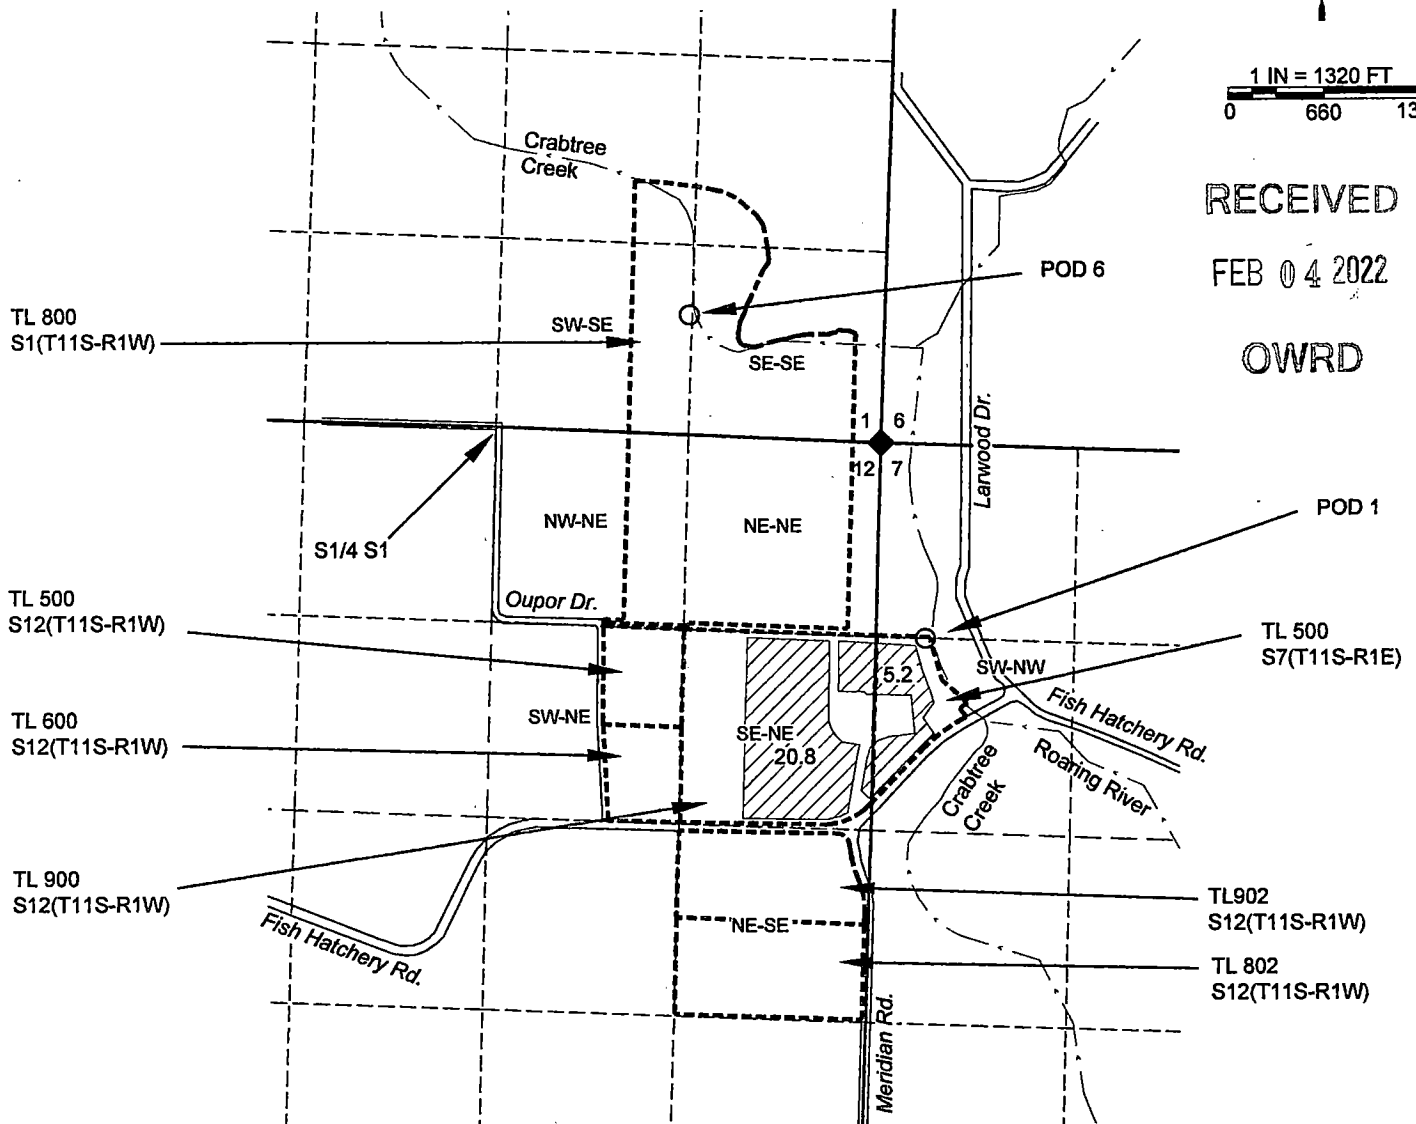 1 IN = 1320 FT
0 660 13
RECEIVED
FEB 04 2022
OWRD
Crabtree
Creek
POD 6
TL 800
S1(T11S-R1W)
SW-SE
SE-SE
1 6
12 7
Larwood Dr.
S1/4 S1
NW-NE
NE-NE
POD 1
TL 500
S12(T11S-R1W)
Oupor Dr.
TL 500
S7(T11S-R1E)
SW-NW
5.2
Fish Hatchery Rd.
TL 600
S12(T11S-R1W)
SW-NE
SE-NE
20.8
Roaring River
Crabtree
Creek
TL 900
S12(T11S-R1W)
Fish Hatchery Rd.
TL902
S12(T11S-R1W)
NE-SE
TL 802
S12(T11S-R1W)
Meridian Rd.